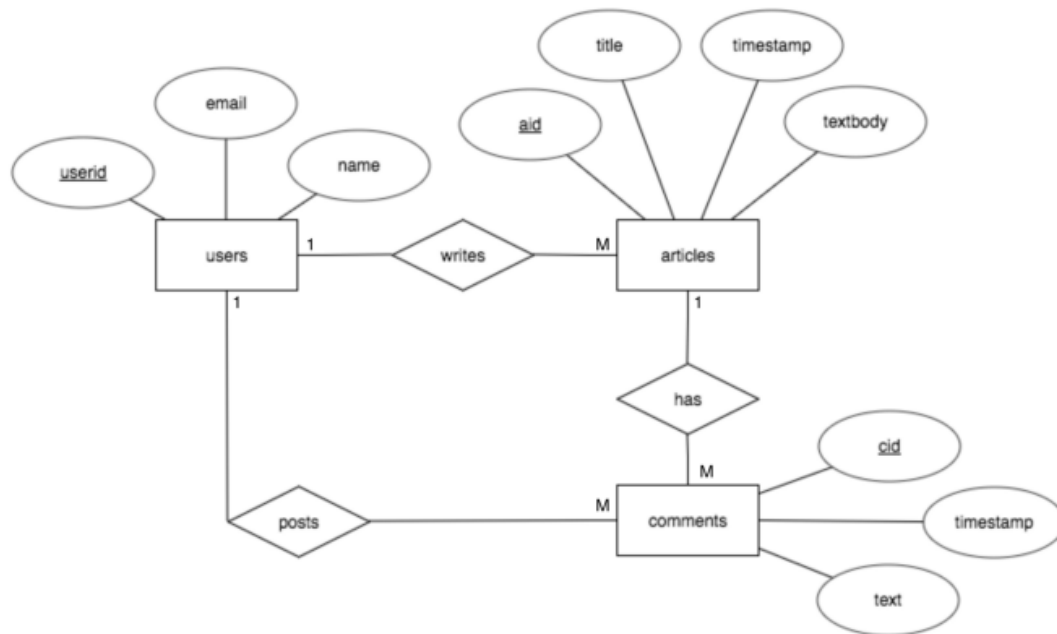 title
timestamp
email
aid
textbody
userid
name
users
1
writes
M
articles
1
1
has
cid
M
M
posts
comments
timestamp
text